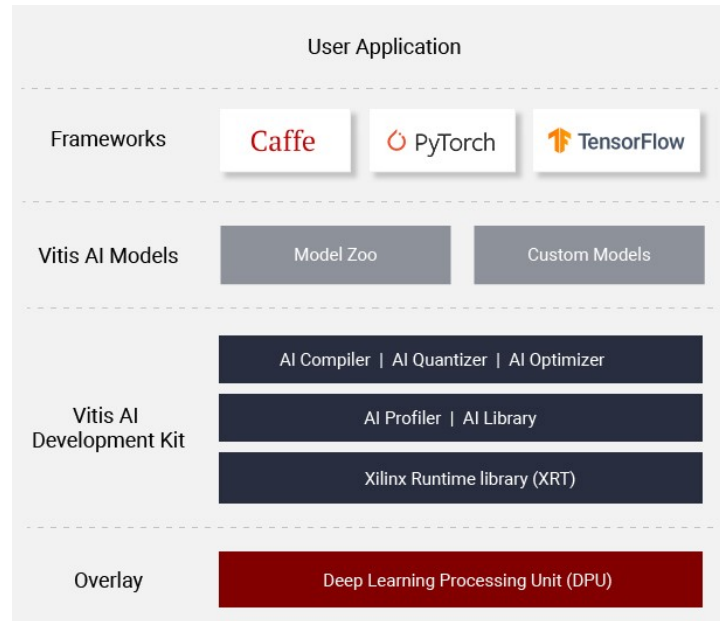 User Application
Frameworks
Caffe
PyTorch
TensorFlow
Vitis AI Models
Model Zoo
Custom Models
Vitis AI
Development Kit
AI Compiler | AI Quantizer | AI Optimizer
AI Profiler | AI Library
Xilinx Runtime library (XRT)
Overlay
Deep Learning Processing Unit (DPU)